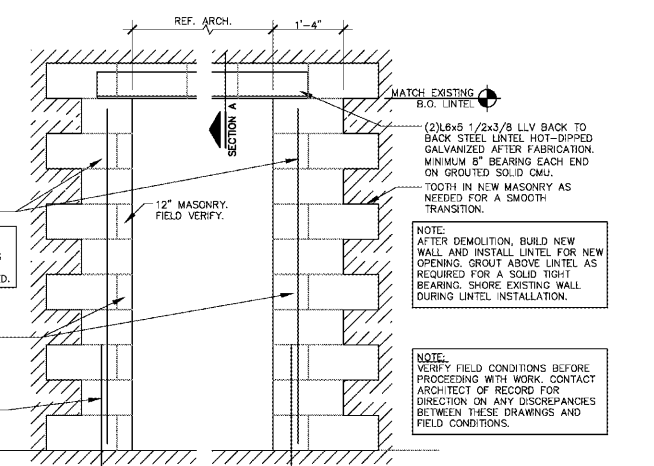 REF. ARCH.
1'-4"
MATCH EXISTING
B.O. LINTEL
SECTION A
(2)L6x5 1/2x3/8 LLV BACK TO
BACK STEEL LINTEL HOT-DIPPED
GALVANIZED AFTER FABRICATION.
MINIMUM 8" BEARING EACH END
ON GROUTED SOLID CMU.
TOOTH IN NEW MASONRY AS
NEEDED FOR A SMOOTH
TRANSITION.
12" MASONRY.
FIELD VERIFY.
NOTE:
AFTER DEMOLITION, BUILD NEW
WALL AND INSTALL LINTEL FOR NEW
OPENING. GROUT ABOVE LINTEL AS
REQUIRED FOR A SOLID TIGHT
BEARING. SHORE EXISTING WALL
DURING LINTEL INSTALLATION.
NOTE:
VERIFY FIELD CONDITIONS BEFORE
PROCEEDING WITH WORK. CONTACT
ARCHITECT OF RECORD FOR
DIRECTION ON ANY DISCREPANCIES
BETWEEN THESE DRAWINGS AND
FIELD CONDITIONS.